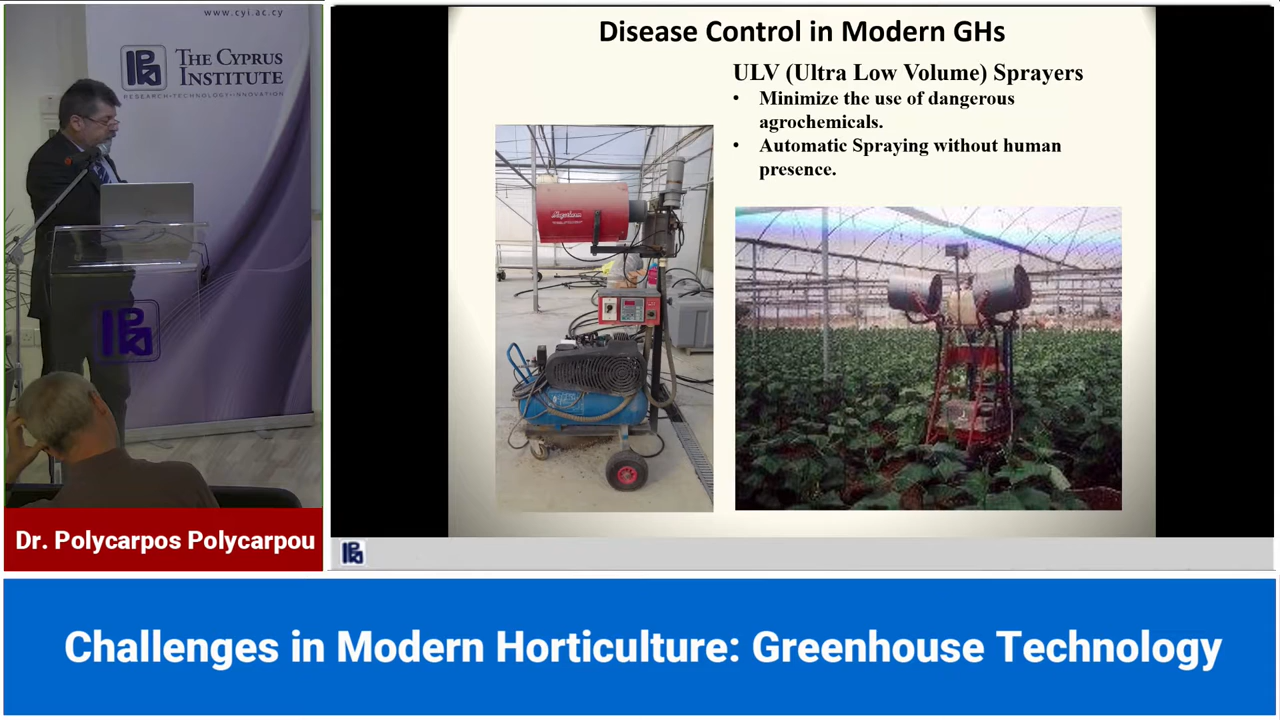 www.cyi.ac.cy
THE CYPRUS
INSTITUTE
RESEARCH • TECHNOLOGY • INNOVATION
Dr. Polycarpos Polycarpou
Disease Control in Modern GHs
ULV (Ultra Low Volume) Sprayers
• Minimize the use of dangerous
agrochemicals.
• Automatic Spraying without human
presence.
Challenges in Modern Horticulture: Greenhouse Technology